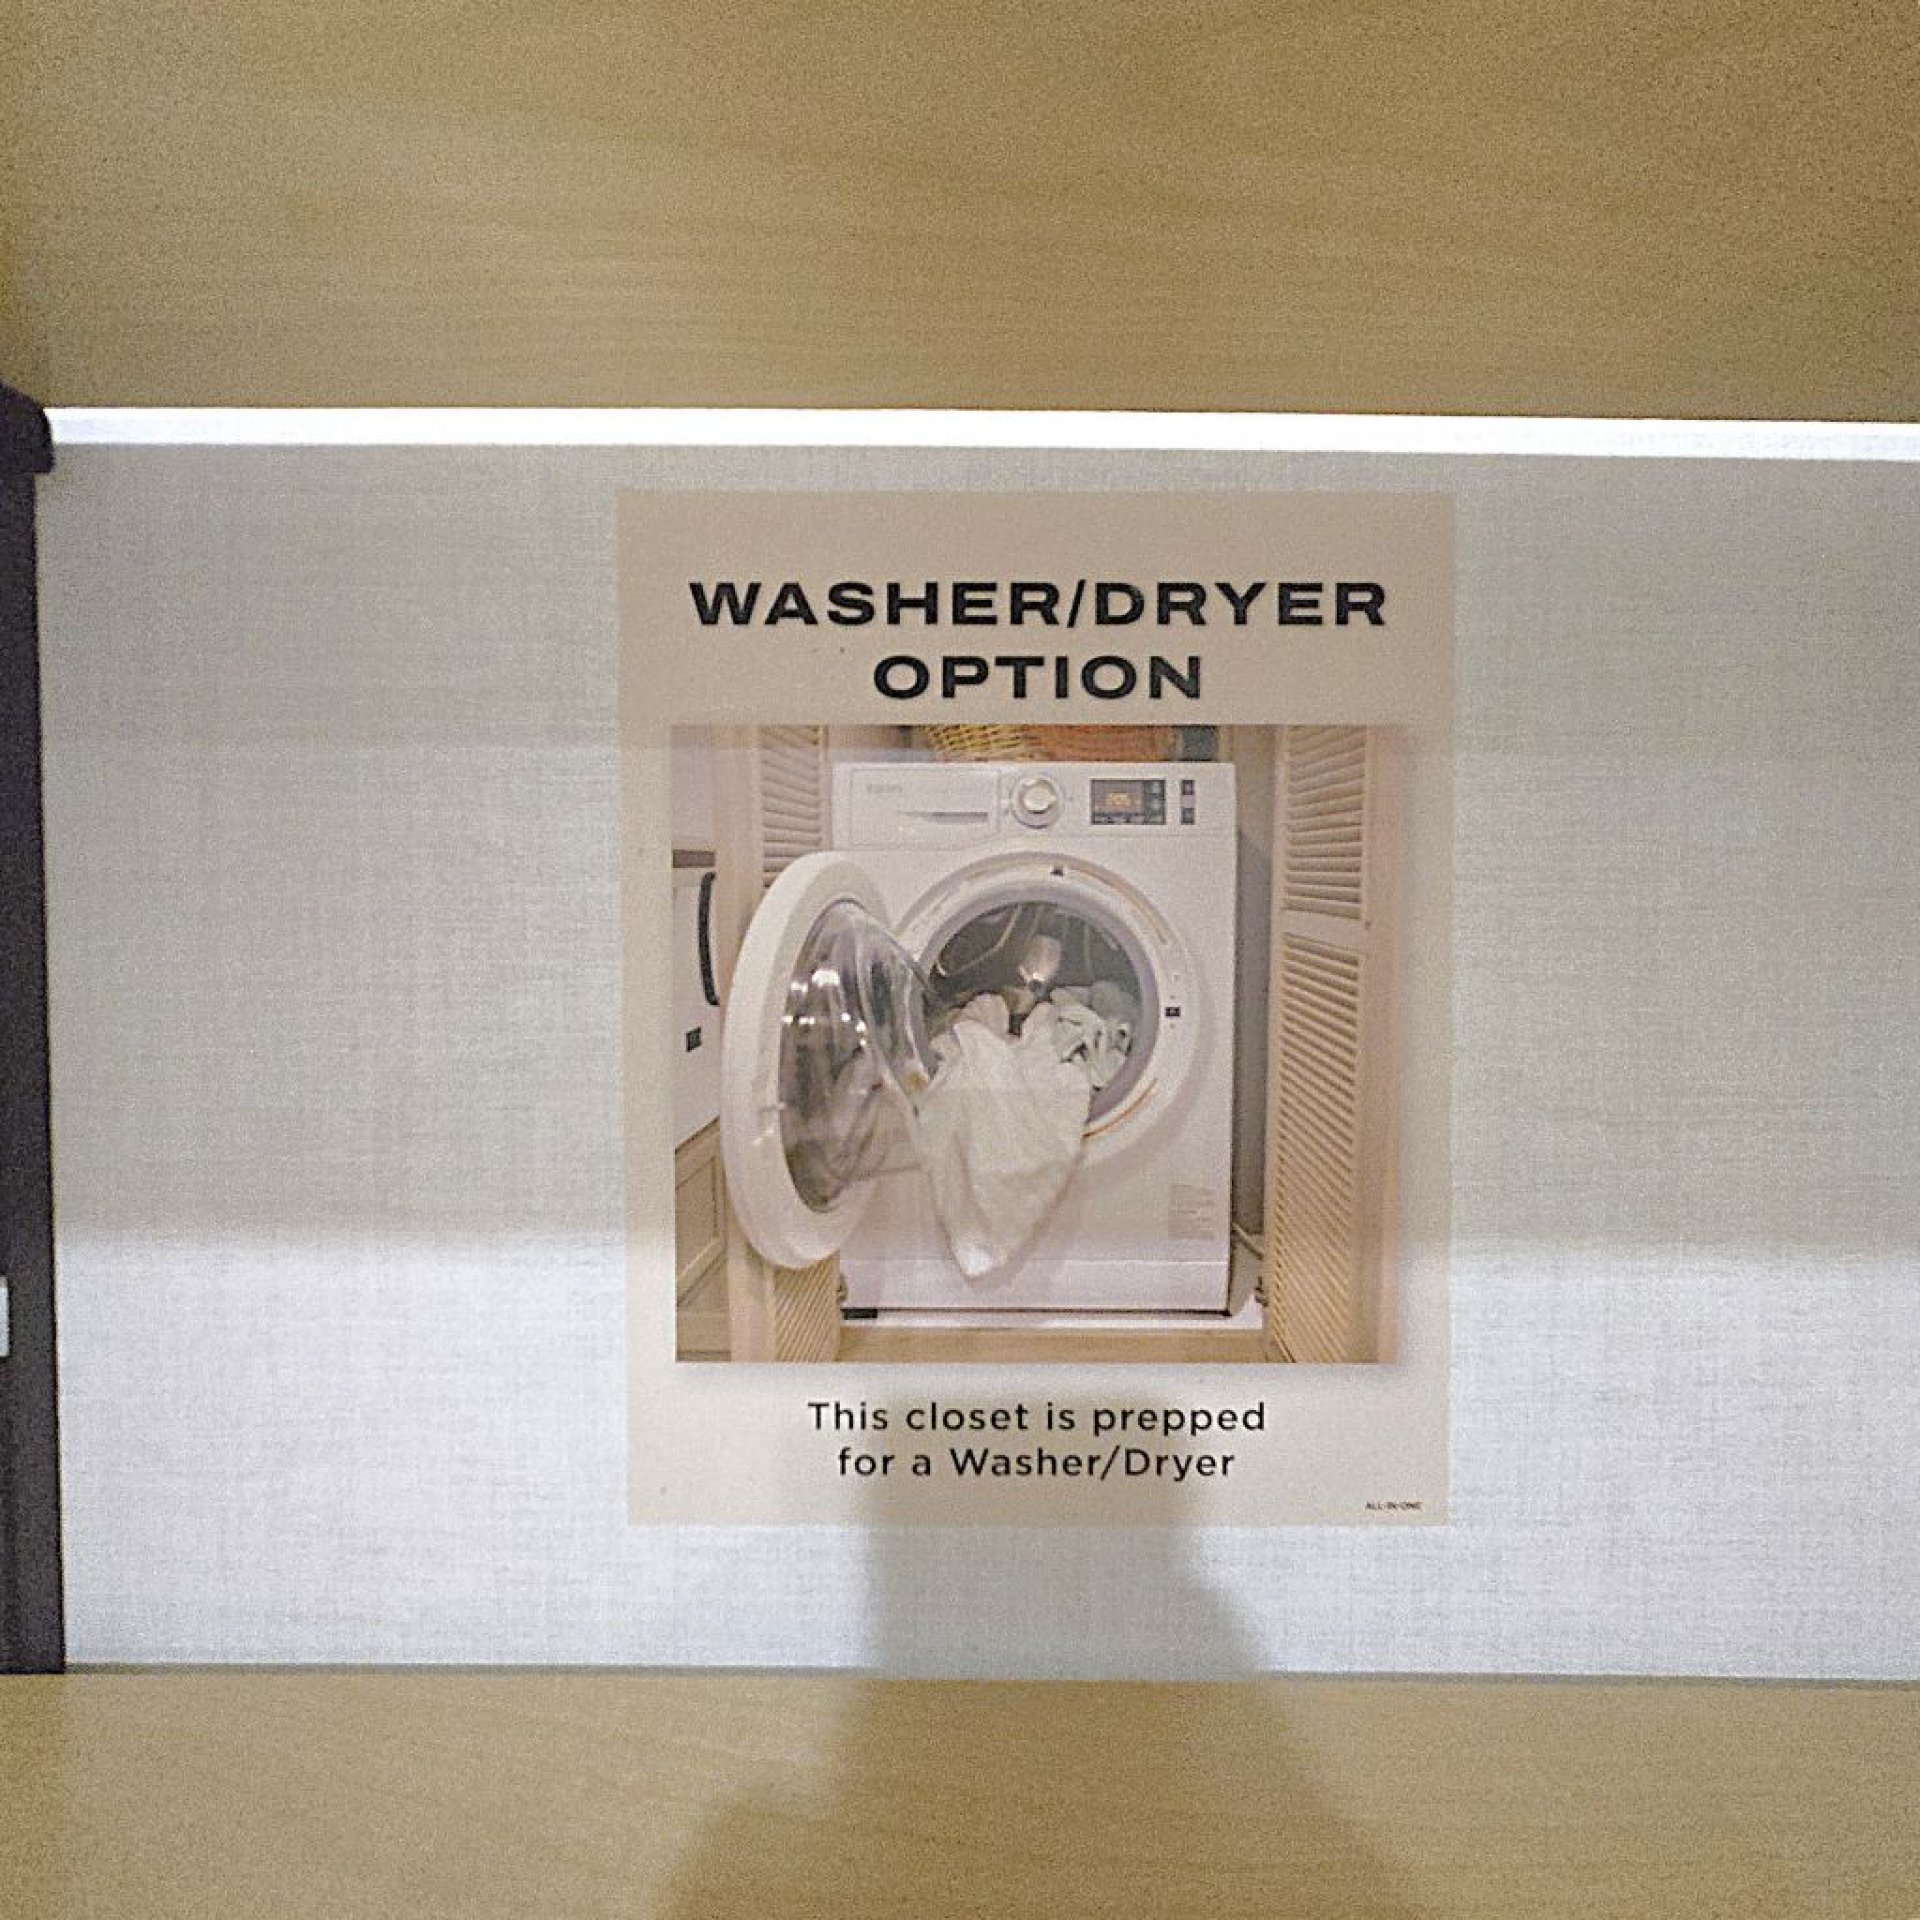 WASHER/DRYER
OPTION
This closet is prepped
for a Washer/Dryer
ALL-IN-ONE